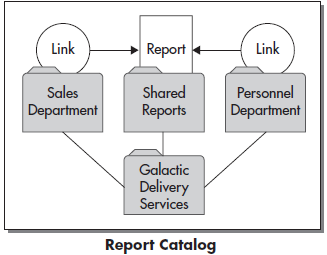 Link
Report
Link
Sales
Department
Shared
Reports
Personnel
Department
Galactic
Delivery
Services
Report Catalog